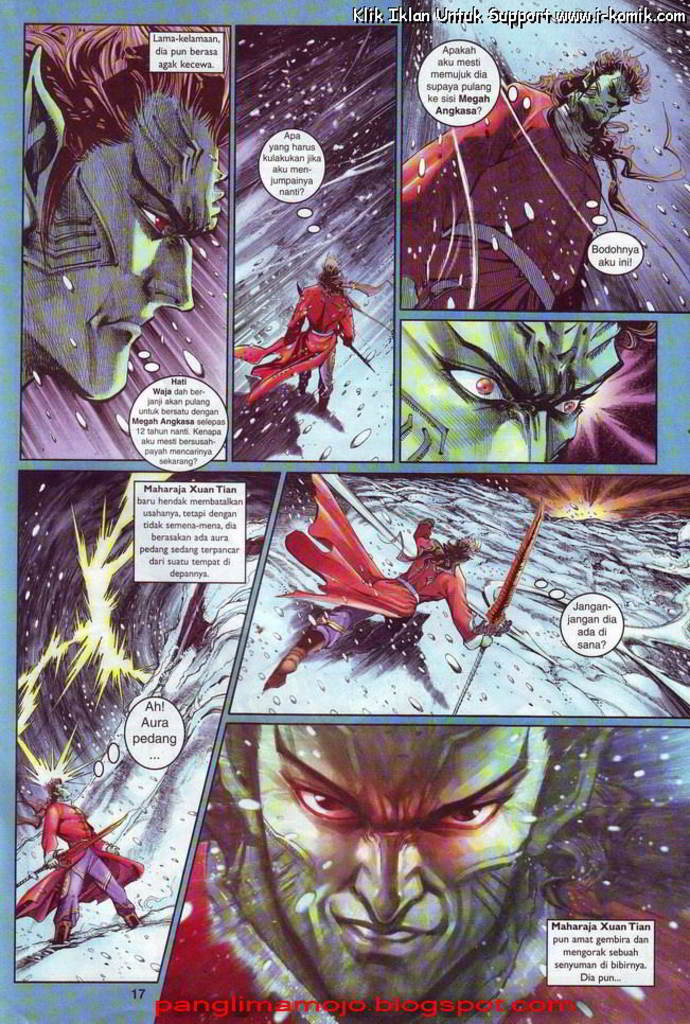 Klik Iklan Untuk Support www.ir-komik.com
Lama-kelamaan,
dia pun berasa
agak kecewa.
Hati
Waja dah ber-
janji akan pulang
untuk bersatu dengan
Megah Angkasa selepas
12 tahun nanti. Kenapa
aku mesti bersusah-
payah mencarinya
sekarang?
Apa
yang harus
kulakukan jika
aku men-
jumpainya
nanti?
Apakah
aku mesti
memujuk dia
supaya pulang
ke sisi Megah
Angkasa?
Bodohnya
aku ini!
Maharaja Xuan Tian
baru hendak membatalkan
usahanya, tetapi dengan
tidak semena-mena, dia
berasakan ada aura
pedang sedang terpancar
dari suatu tempat di
depannya.
Ah!
Aura
pedang
...
Jangan-
jangan dia
ada di
sana?
Maharaja Xuan Tian
pun amat gembira dan
mengorak sebuah
senyuman di bibirnya.
Dia pun...
17
panglimamojo.blogspot.com